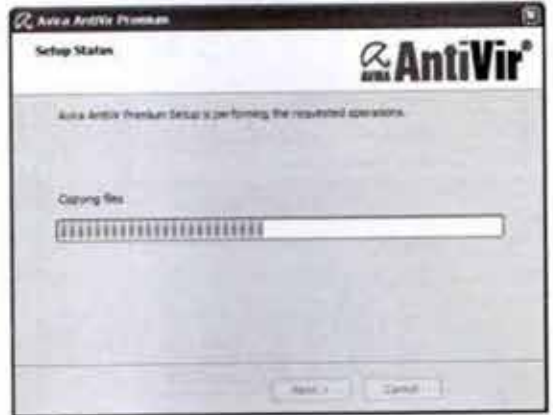 Avira AntiVir Premium
Setup Status
AVIRA AntiVir®
Avira AntiVir Premium Setup is performing the requested operations.
Copying files
Next >
Cancel